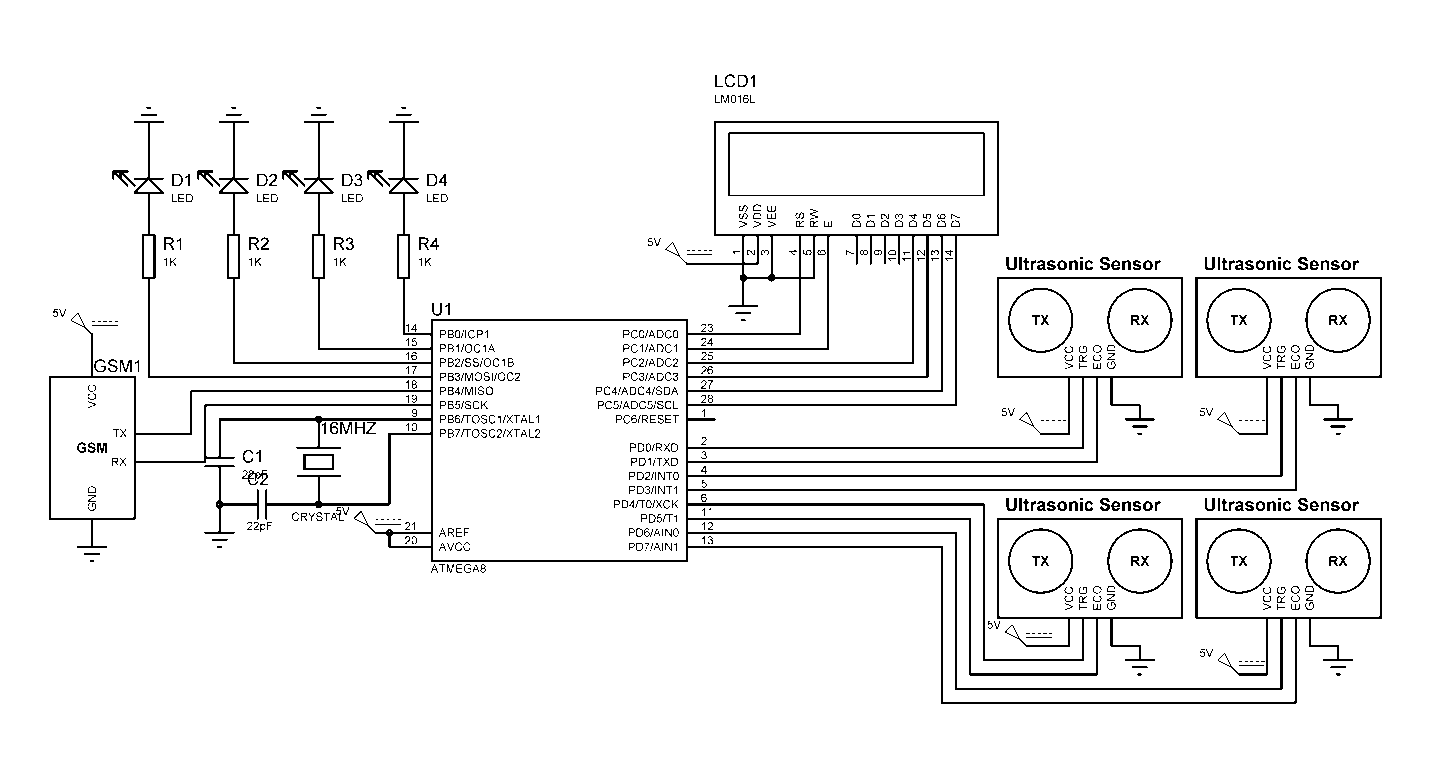 LCD1
LM016L
VSS
VDD
VEE
RS
RW
E
D0
D1
D2
D3
D4
D5
D6
D7
1
2
3
4
5
6
7
8
9
10
11
12
13
14
5V
D1
LED
D2
LED
D3
LED
D4
LED
R1
1K
R2
1K
R3
1K
R4
1K
5V
GSM1
VCC
TX
GSM
RX
GND
C1
22pF
C2
22pF
16MHZ
CRYSTAL
5V
U1
14 PB0/ICP1
15 PB1/OC1A
16 PB2/SS/OC1B
17 PB3/MOSI/OC2
18 PB4/MISO
19 PB5/SCK
9 PB6/TOSC1/XTAL1
10 PB7/TOSC2/XTAL2
21 AREF
20 AVCC
PC0/ADC0 23
PC1/ADC1 24
PC2/ADC2 25
PC3/ADC3 26
PC4/ADC4/SDA 27
PC5/ADC5/SCL 28
PC6/RESET 1
PD0/RXD 2
PD1/TXD 3
PD2/INT0 4
PD3/INT1 5
PD4/T0/XCK 6
PD5/T1 11
PD6/AIN0 12
PD7/AIN1 13
ATMEGA8
Ultrasonic Sensor
TX RX
VCC
TRG
ECO
GND
5V
Ultrasonic Sensor
TX RX
VCC
TRG
ECO
GND
5V
Ultrasonic Sensor
TX RX
VCC
TRG
ECO
GND
5V
Ultrasonic Sensor
TX RX
VCC
TRG
ECO
GND
5V